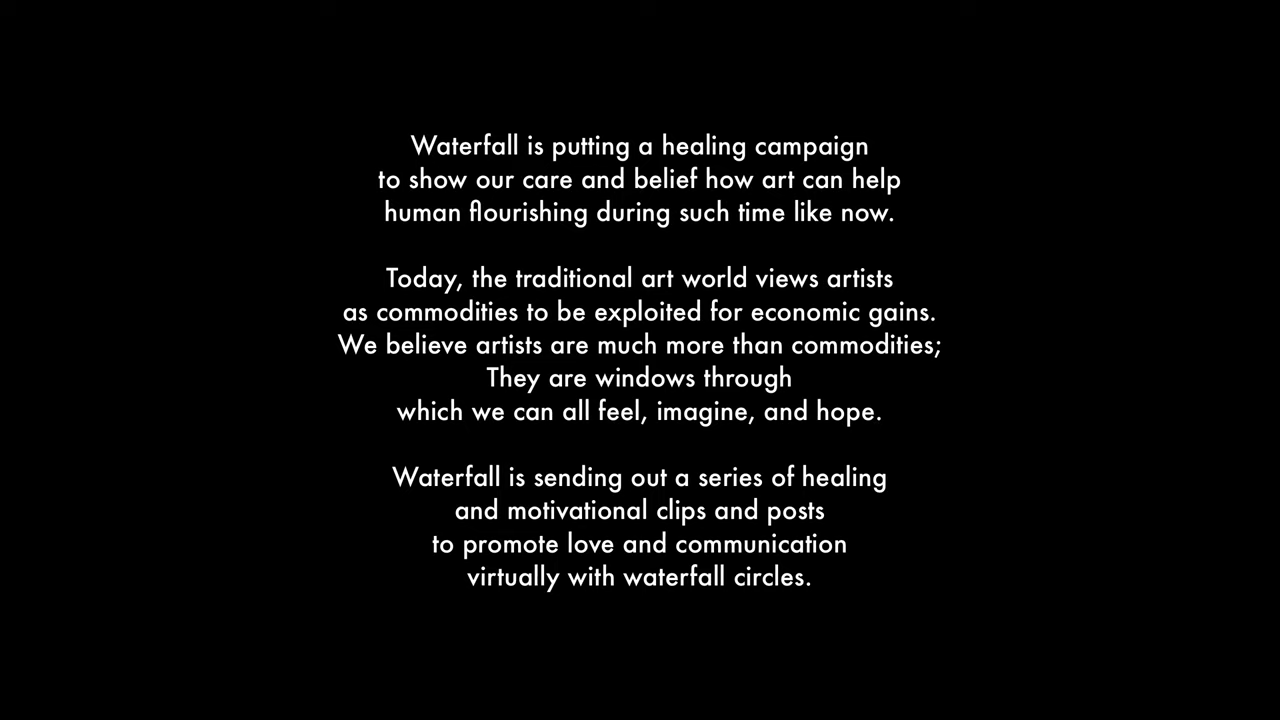 Waterfall is putting a healing campaign
to show our care and belief how art can help
human flourishing during such time like now.
Today, the traditional art world views artists
as commodities to be exploited for economic gains.
We believe artists are much more than commodities;
They are windows through
which we can all feel, imagine, and hope.
Waterfall is sending out a series of healing
and motivational clips and posts
to promote love and communication
virtually with waterfall circles.